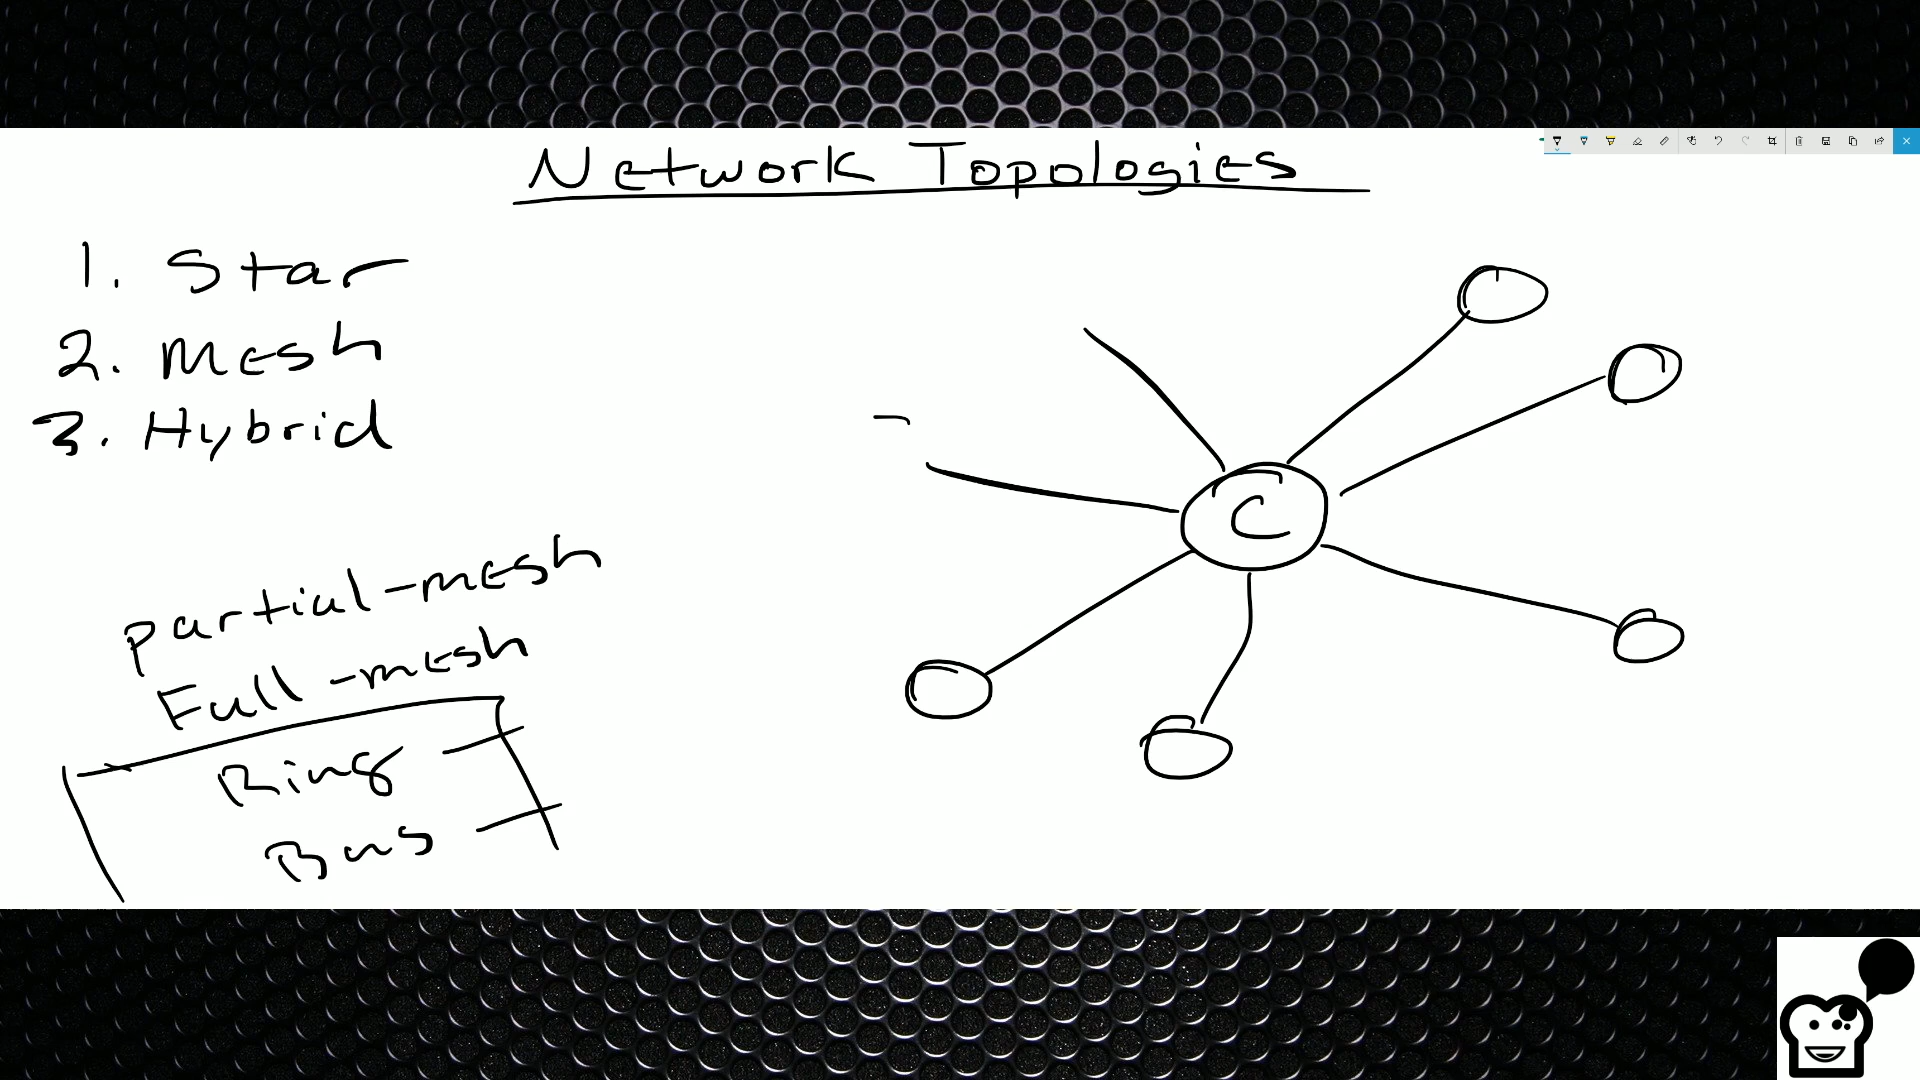 Network Topologies
1. Star
2. Mesh
3. Hybrid
partial-mesh
Full-mesh
Ring
Bus
C